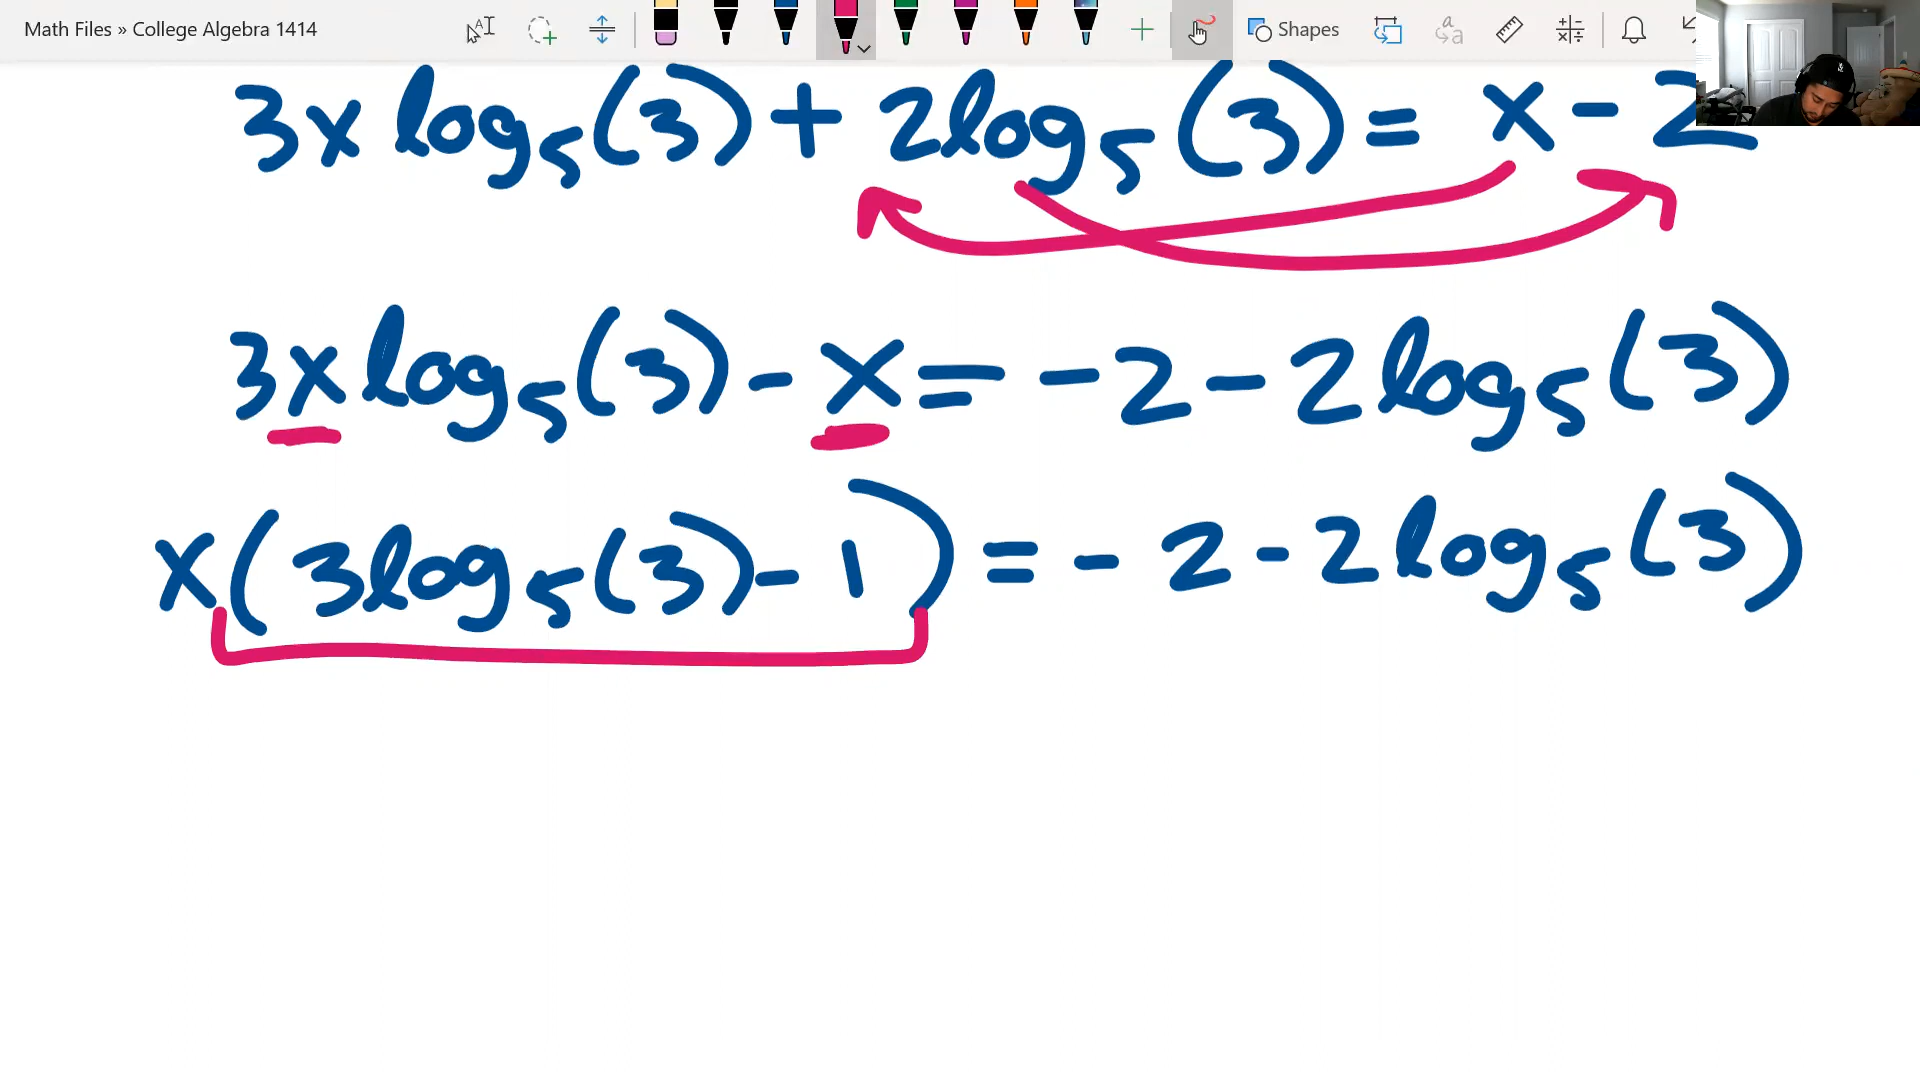 Math Files » College Algebra 1414
Shapes
3x log₅(3) + 2log₅(3) = x - 2
3x log₅(3) - x = -2 - 2log₅(3)
x(3log₅(3) - 1) = -2 - 2log₅(3)